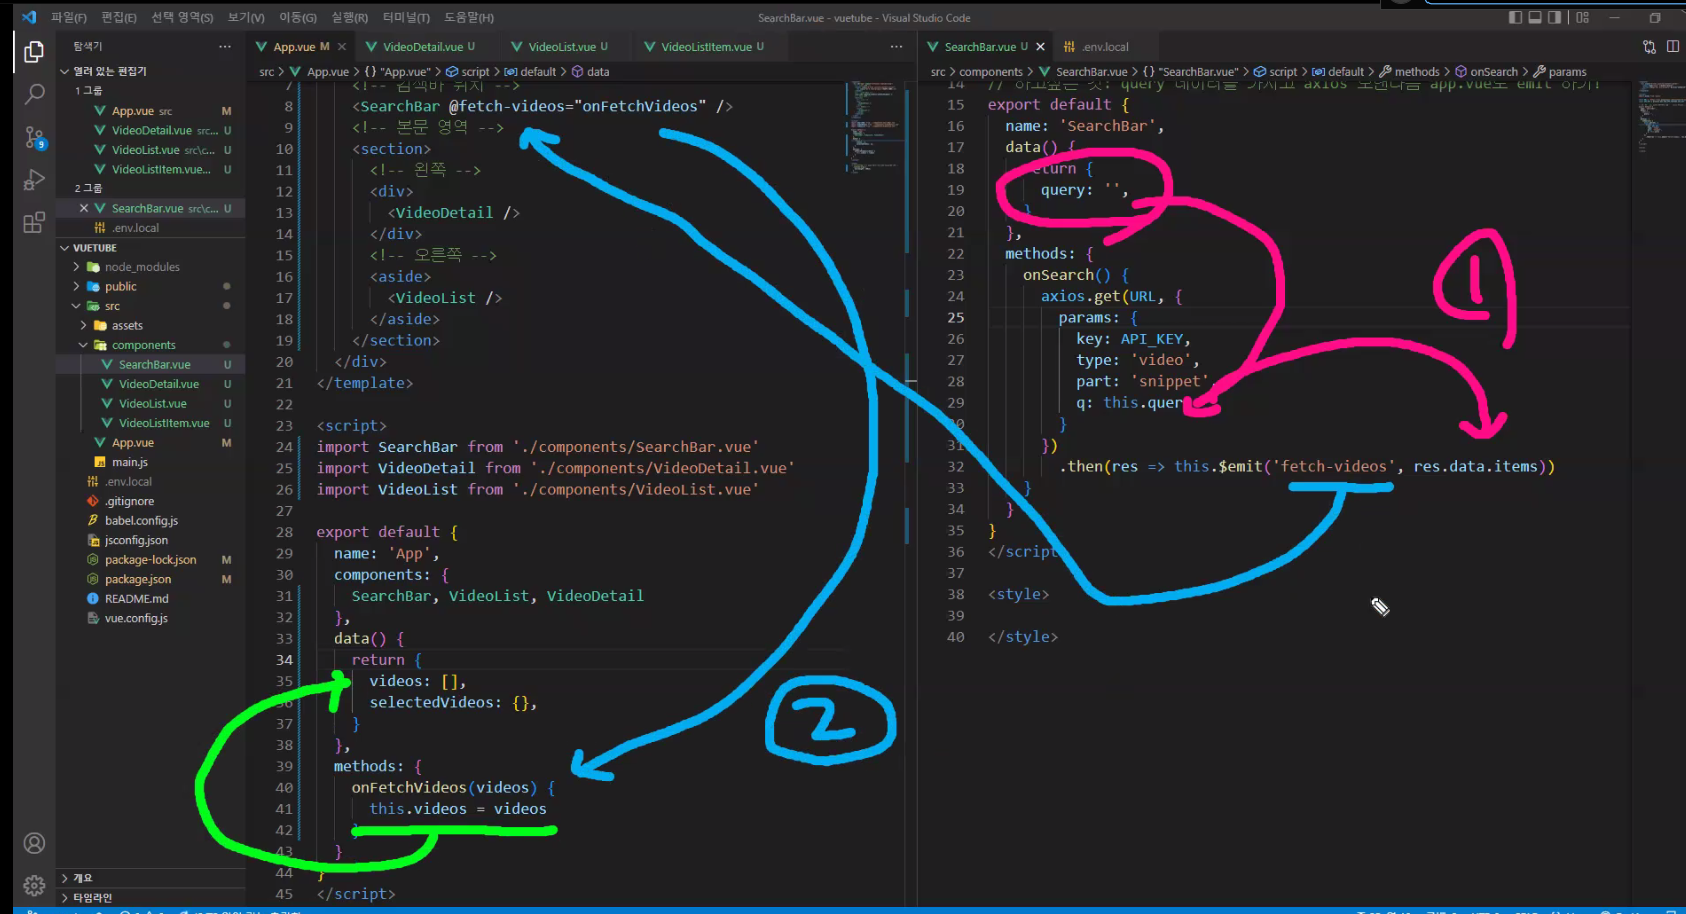 파일(F) 편집(E) 선택 영역(S) 보기(V) 이동(G) 실행(R) 터미널(T) 도움말(H)
SearchBar.vue - vuetube - Visual Studio Code
탐색기
열려 있는 편집기
1 그룹
App.vue src M
VideoDetail.vue src... U
VideoList.vue src\c... U
VideoListItem.vue... U
2 그룹
SearchBar.vue src\c... U
.env.local
VUETUBE
node_modules
public
src
assets
components
SearchBar.vue U
VideoDetail.vue U
VideoList.vue U
VideoListItem.vue U
App.vue M
main.js
.env.local
.gitignore
babel.config.js
jsconfig.json
package-lock.json M
package.json M
README.md
vue.config.js
개요
타임라인
9
App.vue M
VideoDetail.vue U
VideoList.vue U
VideoListItem.vue U
src > App.vue > {} "App.vue" > script > default > data
7 <!-- 검색바 위치 -->
8 <SearchBar @fetch-videos="onFetchVideos" />
9 <!-- 본문 영역 -->
10 <section>
11 <!-- 왼쪽 -->
12 <div>
13 <VideoDetail />
14 </div>
15 <!-- 오른쪽 -->
16 <aside>
17 <VideoList />
18 </aside>
19 </section>
20 </div>
21 </template>
22
23 <script>
24 import SearchBar from './components/SearchBar.vue'
25 import VideoDetail from './components/VideoDetail.vue'
26 import VideoList from './components/VideoList.vue'
27
28 export default {
29 name: 'App',
30 components: {
31 SearchBar, VideoList, VideoDetail
32 },
33 data() {
34 return {
35 videos: [],
36 selectedVideos: {},
37 }
38 },
39 methods: {
40 onFetchVideos(videos) {
41 this.videos = videos
42 }
43 }
44 }
45 </script>
2
SearchBar.vue U
.env.local
src > components > SearchBar.vue > {} "SearchBar.vue" > script > default > methods > onSearch > params
14
15 export default {
16 name: 'SearchBar',
17 data() {
18 return {
19 query: '',
20 }
21 },
22 methods: {
23 onSearch() {
24 axios.get(URL, {
25 params: {
26 key: API_KEY,
27 type: 'video',
28 part: 'snippet',
29 q: this.quer
30 }
31 })
32 .then(res => this.$emit('fetch-videos', res.data.items))
33 }
34 }
35 }
36 </script
37
38 <style>
39
40 </style>
1